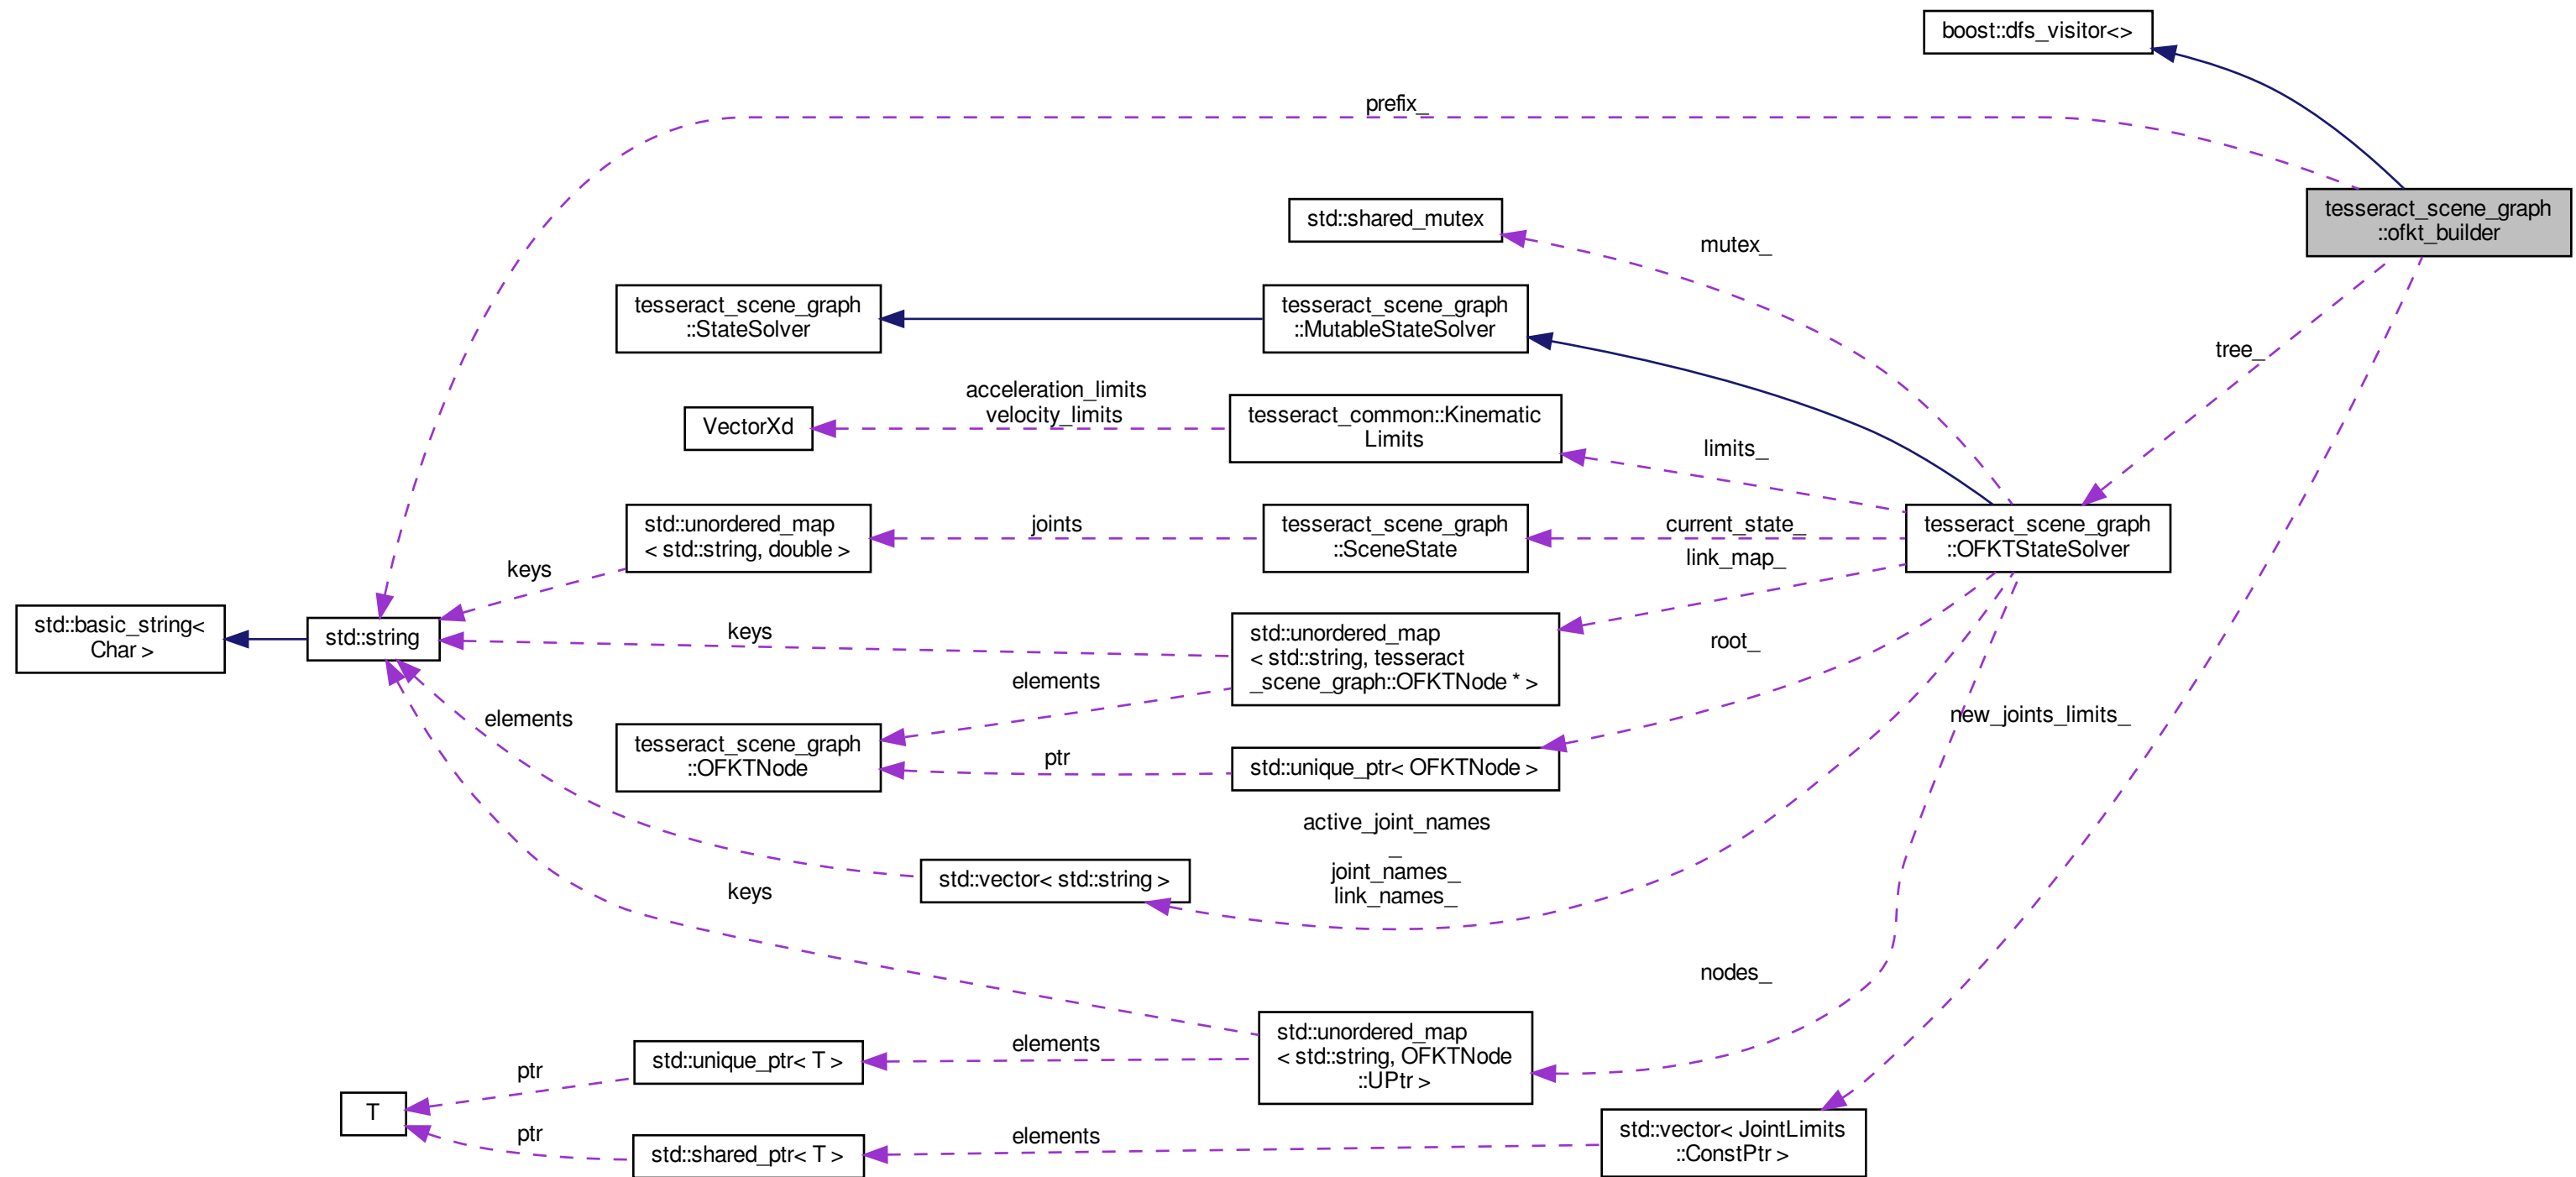 boost::dfs_visitor<>
prefix_
tesseract_scene_graph
::ofkt_builder
std::shared_mutex
mutex_
tesseract_scene_graph
::StateSolver
tesseract_scene_graph
::MutableStateSolver
tree_
acceleration_limits
velocity_limits
VectorXd
tesseract_common::Kinematic
Limits
limits_
std::unordered_map
< std::string, double >
joints
tesseract_scene_graph
::SceneState
current_state_
tesseract_scene_graph
::OFKTStateSolver
link_map_
keys
std::basic_string<
Char >
std::string
keys
std::unordered_map
< std::string, tesseract
_scene_graph::OFKTNode * >
root_
elements
elements
tesseract_scene_graph
::OFKTNode
ptr
std::unique_ptr< OFKTNode >
new_joints_limits_
active_joint_names
_
joint_names_
link_names_
std::vector< std::string >
keys
nodes_
std::unique_ptr< T >
elements
std::unordered_map
< std::string, OFKTNode
::UPtr >
ptr
T
ptr
std::shared_ptr< T >
elements
std::vector< JointLimits
::ConstPtr >